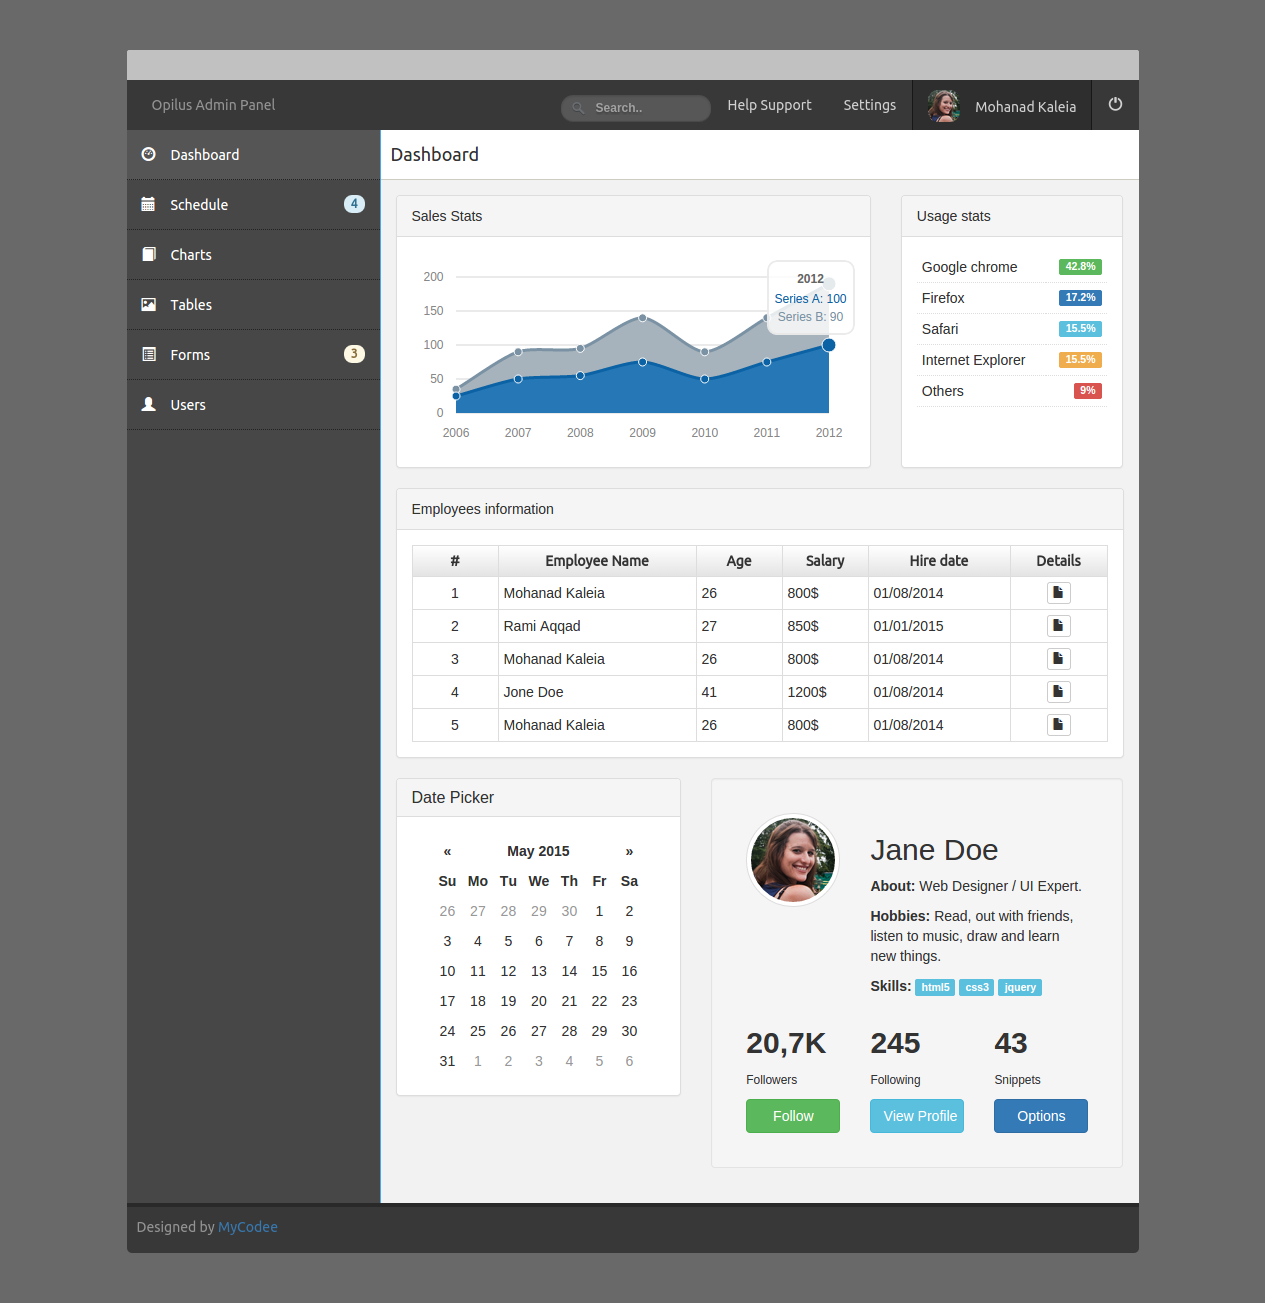 Opilus Admin Panel
Search..
Help Support
Settings
Mohanad Kaleia
Dashboard
Schedule 4
Charts
Tables
Forms 3
Users
Dashboard
Sales Stats
200
150
100
50
0
2006 2007 2008 2009 2010 2011 2012
2012
Series A: 100
Series B: 90
Usage stats
Google chrome 42.8%
Firefox 17.2%
Safari 15.5%
Internet Explorer 15.5%
Others 9%
Employees information
# Employee Name Age Salary Hire date Details
1 Mohanad Kaleia 26 800$ 01/08/2014
2 Rami Aqqad 27 850$ 01/01/2015
3 Mohanad Kaleia 26 800$ 01/08/2014
4 Jone Doe 41 1200$ 01/08/2014
5 Mohanad Kaleia 26 800$ 01/08/2014
Date Picker
« May 2015 »
Su Mo Tu We Th Fr Sa
26 27 28 29 30 1 2
3 4 5 6 7 8 9
10 11 12 13 14 15 16
17 18 19 20 21 22 23
24 25 26 27 28 29 30
31 1 2 3 4 5 6
Jane Doe
About: Web Designer / UI Expert.
Hobbies: Read, out with friends,
listen to music, draw and learn
new things.
Skills: html5 css3 jquery
20,7K 245 43
Followers Following Snippets
Follow View Profile Options
Designed by MyCodee